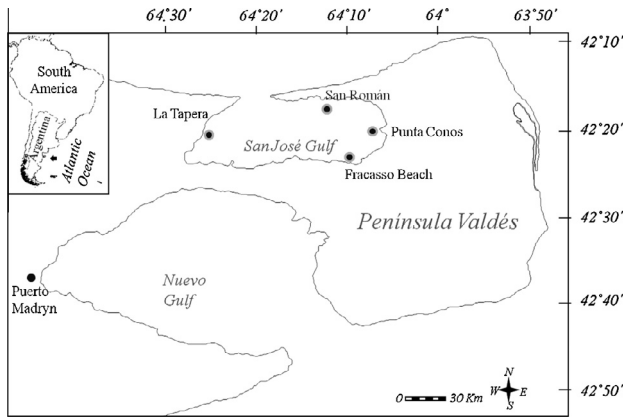 64°30' 64°20' 64°10' 64° 63°50'
42°10'
42°20'
42°30'
42°40'
42°50'
South
America
Argentina
Atlantic
Ocean
San Román
La Tapera
Punta Conos
SanJosé Gulf
Fracasso Beach
Península Valdés
Nuevo
Gulf
Puerto
Madryn
0 30 Km
N
W E
S